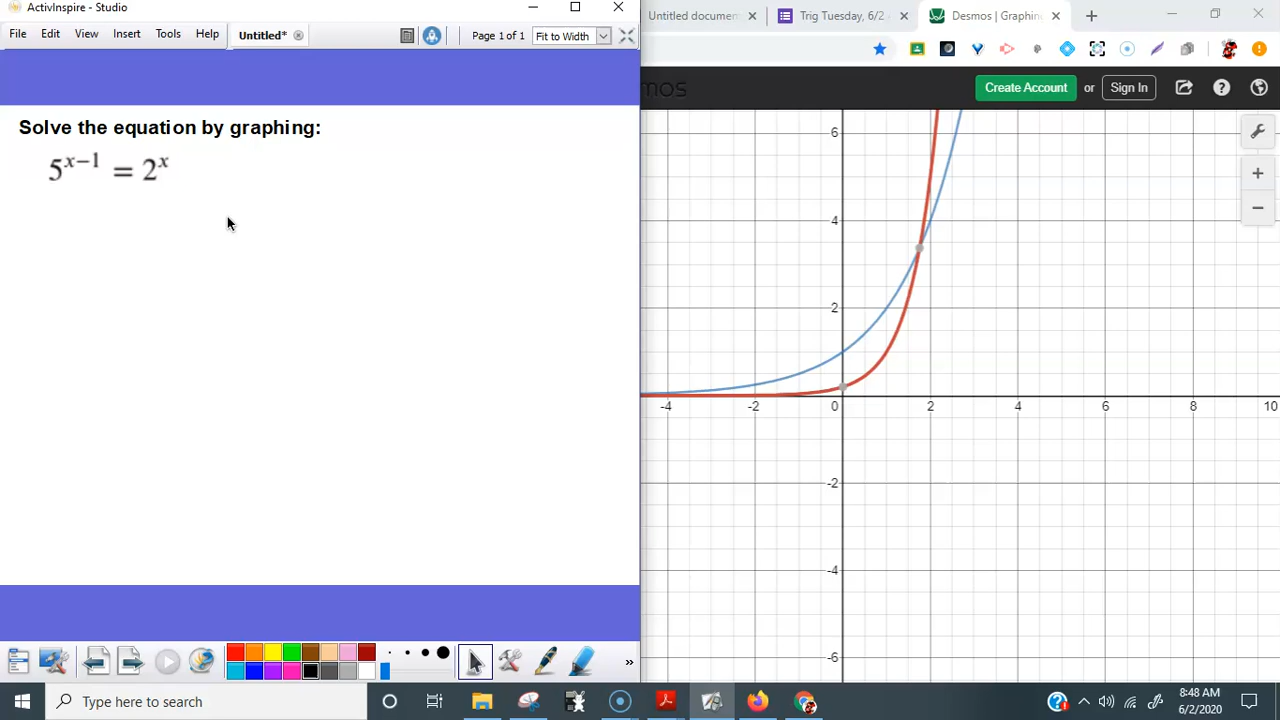 ActivInspire - Studio
File Edit View Insert Tools Help Untitled* Page 1 of 1 Fit to Width
Solve the equation by graphing:
5^{x-1} = 2^x
»
Type here to search
Untitled documen Trig Tuesday, 6/2 Desmos | Graphin
Create Account or Sign In
6
4
2
-4 -2 0 2 4 6 8 10
-2
-4
-6
8:48 AM
6/2/2020